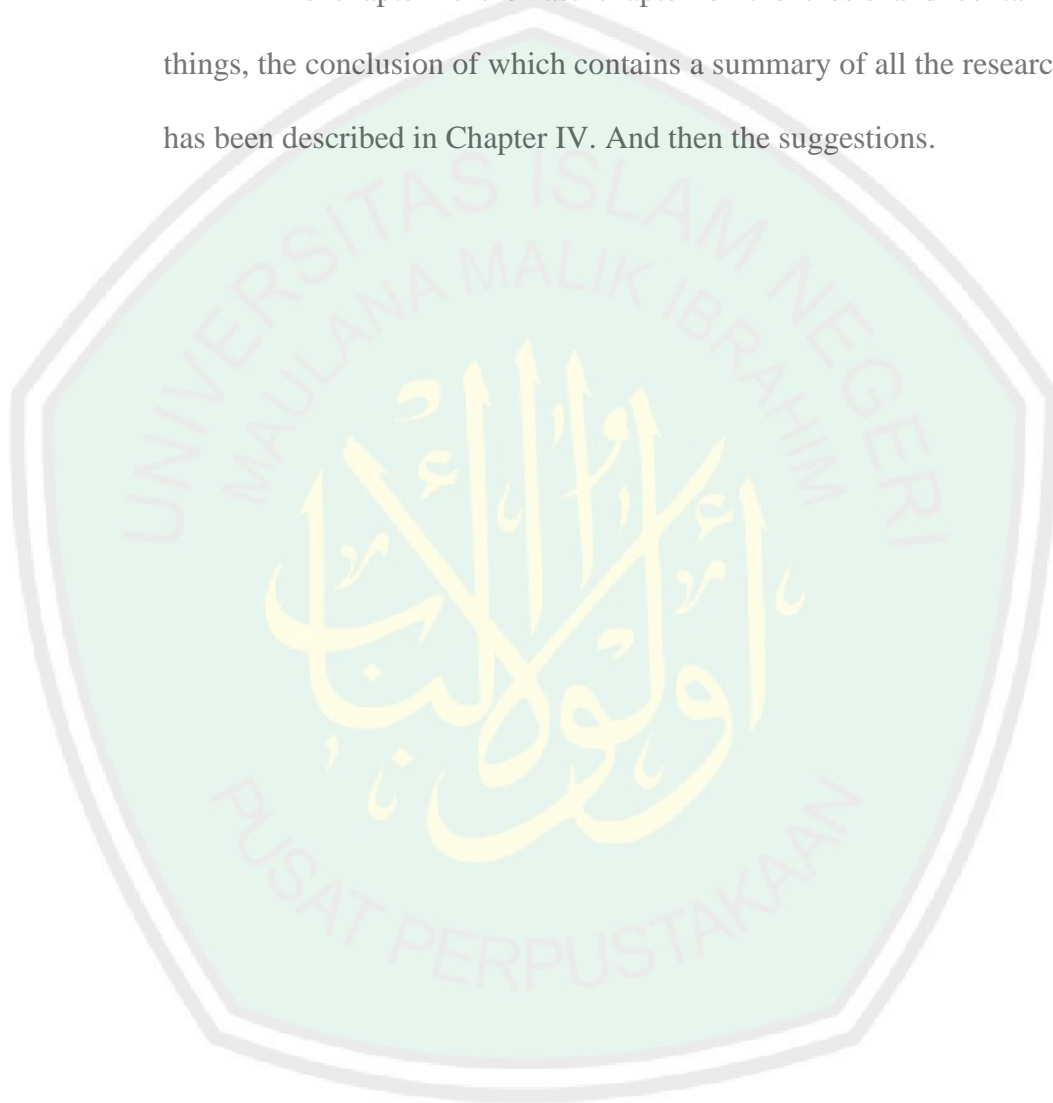 things, the conclusion of which contains a summary of all the researc
has been described in Chapter IV. And then the suggestions.
UNIVERSITAS ISLAM NEGERI
MAULANA MALIK IBRAHIM
أولوا الألباب
PUSAT PERPUSTAKAAN